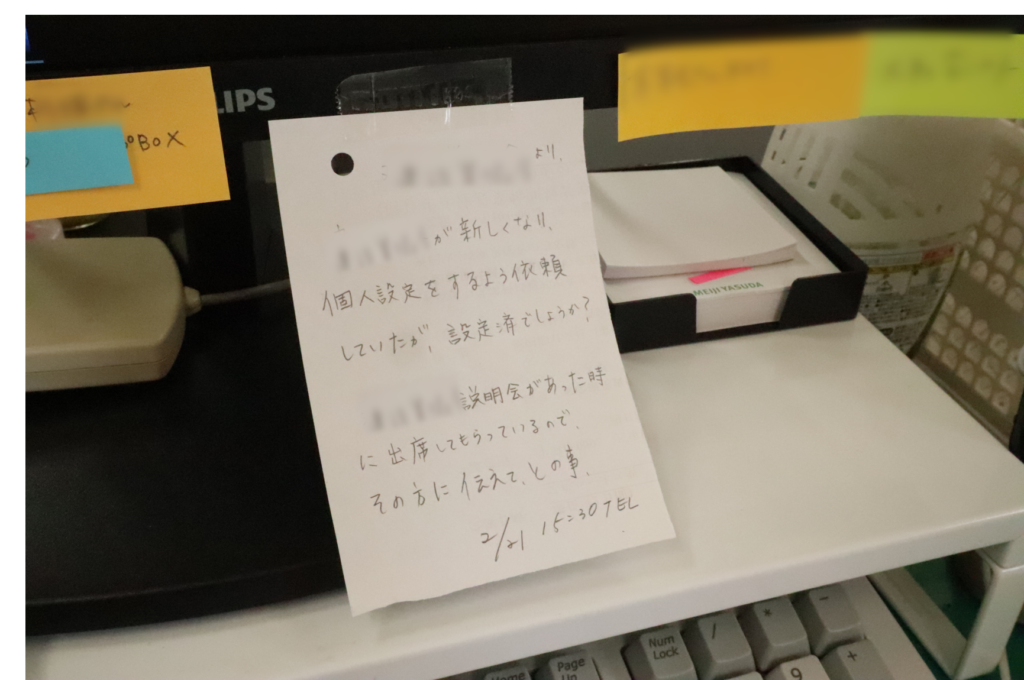 LIPS
BOX
より、
が新しくなり、
個人設定をするよう依頼
していたが、設定済でしょうか?
説明会があった時
に出席してもらっているので、
その方に伝えて、との事。
2/21 15:30 TEL
MEIJI YASUDA
Home
Page
Up
Num
Lock
/
*
-
9
+